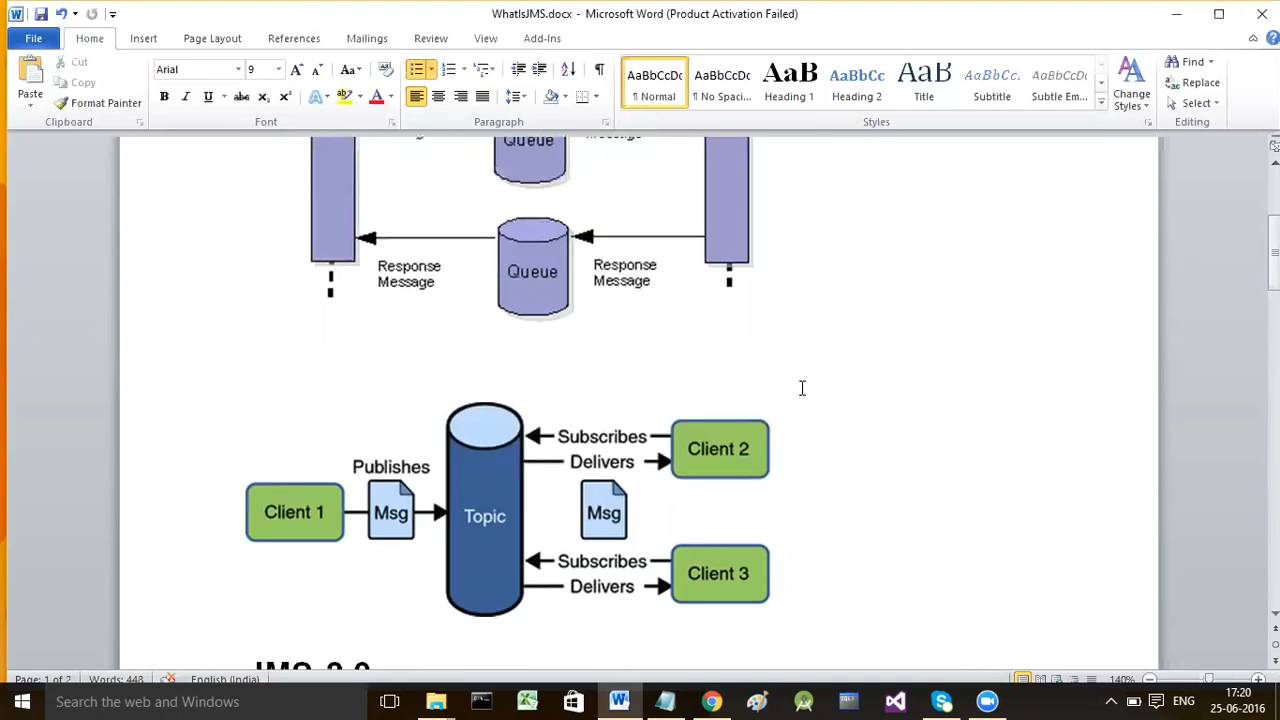 WhatIsJMS.docx - Microsoft Word (Product Activation Failed)
File Home Insert Page Layout References Mailings Review View Add-Ins
Paste
Cut
Copy
Format Painter
Clipboard
Arial 9
Font
Paragraph
AaBbCcDc AaBbCcDc AaB AaBbCc AaB AaBbCc AaBbCcDc
¶ Normal ¶ No Spaci... Heading 1 Heading 2 Title Subtitle Subtle Em...
Change Styles
Styles
Find
Replace
Select
Editing
Queue
Queue
Response
Message
Response
Message
Client 1
Publishes
Msg
Topic
Subscribes
Delivers
Client 2
Msg
Subscribes
Delivers
Client 3
Page: 1 of 2 Words: 448 English (India) 140%
Search the web and Windows
ENG
17:20
25-06-2016